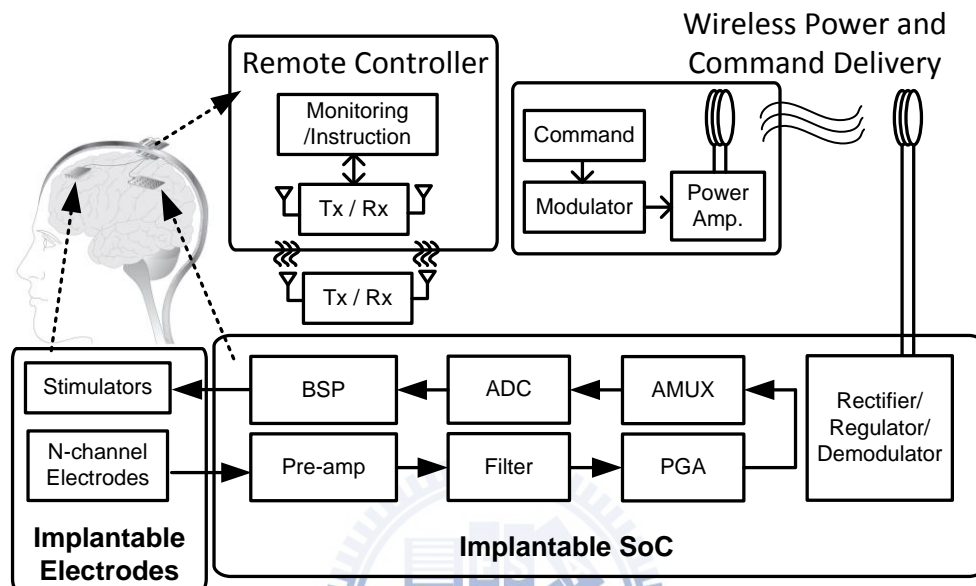 Wireless Power and
Command Delivery
Remote Controller
Monitoring
/Instruction
Tx / Rx
Command
Modulator
Power
Amp.
Tx / Rx
Stimulators
N-channel
Electrodes
Implantable
Electrodes
BSP
ADC
AMUX
Pre-amp
Filter
PGA
Rectifier/
Regulator/
Demodulator
Implantable SoC